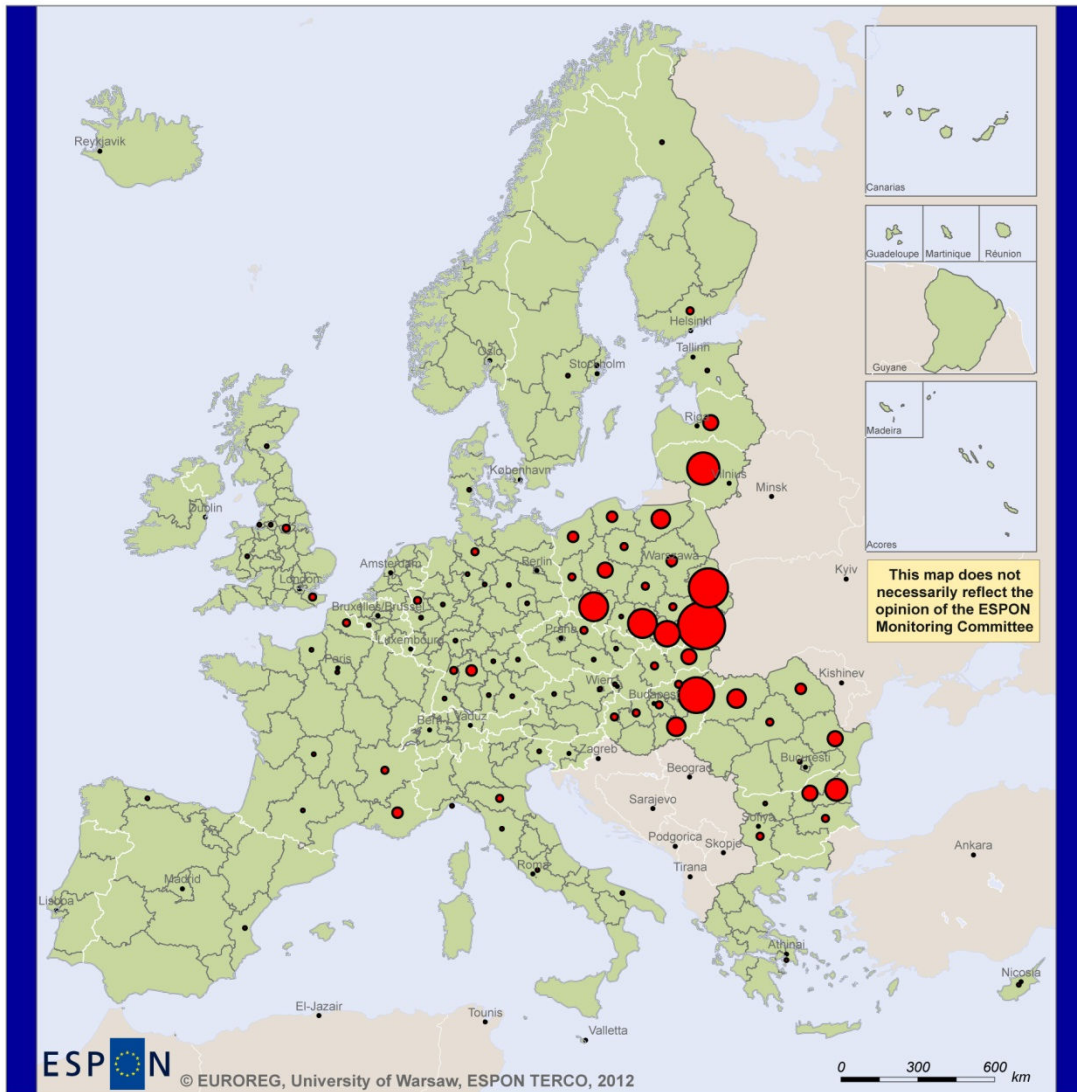 Reykjavik
Canarias
Guadeloupe
Martinique
Réunion
Guyane
Madeira
Acores
Helsinki
Tallinn
Oslo
Stockholm
Riga
København
Vilnius
Minsk
Dublin
Amsterdam
Berlin
Warszawa
Kyiv
London
Bruxelles/Brussel
Luxembourg
Praha
This map does not
necessarily reflect the
opinion of the ESPON
Monitoring Committee
Paris
Wien
Kishinev
Budapest
Bern
Vaduz
Zagreb
Bucuresti
Beograd
Sarajevo
Sofiya
Podgorica
Skopje
Ankara
Roma
Tirana
Madrid
Lisboa
Athinai
Nicosia
El-Jazair
Tounis
Valletta
ESPON
© EUROREG, University of Warsaw, ESPON TERCO, 2012
0 300 600
km